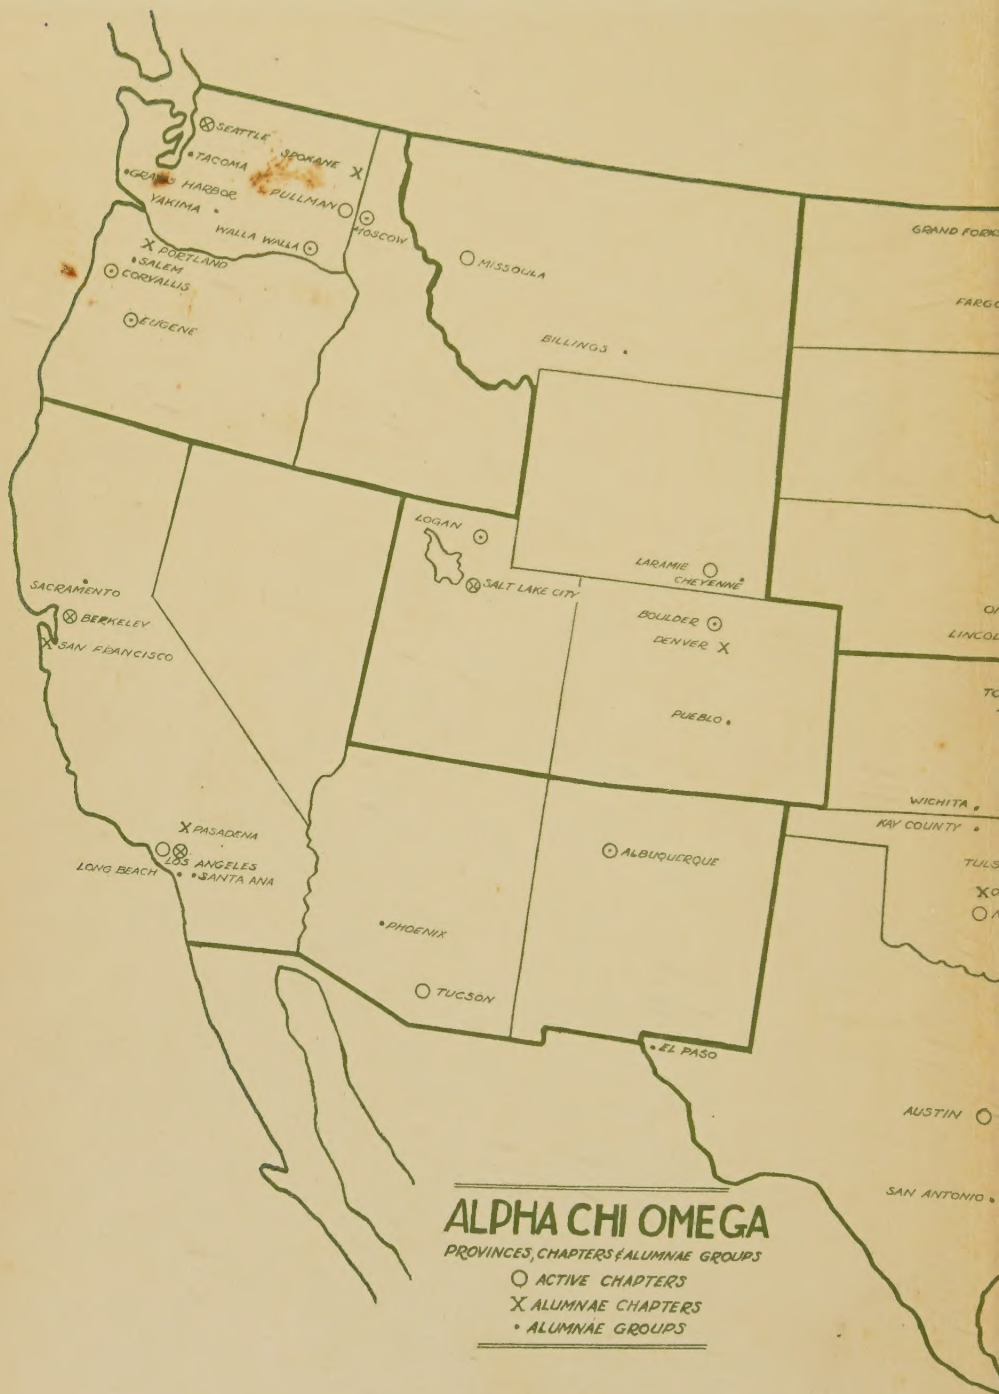 SEATTLE
SPOKANE
X
TACOMA
GRAYS HARBOR
PULLMAN
YAKIMA
MOSCOW
WALLA WALLA
X PORTLAND
SALEM
CORVALLIS
EUGENE
MISSOULA
BILLINGS
GRAND FORKS
FARGO
LOGAN
SALT LAKE CITY
LARAMIE
CHEYENNE
BOULDER
DENVER X
PUEBLO
SACRAMENTO
BERKELEY
X SAN FRANCISCO
LINCOL
TO
WICHITA
KAY COUNTY
TULS
X O
X PASADENA
LOS ANGELES
LONG BEACH
SANTA ANA
ALBUQUERQUE
PHOENIX
TUCSON
EL PASO
AUSTIN
SAN ANTONIO
ALPHA CHI OMEGA
PROVINCES, CHAPTERS & ALUMNAE GROUPS
ACTIVE CHAPTERS
X ALUMNAE CHAPTERS
• ALUMNAE GROUPS